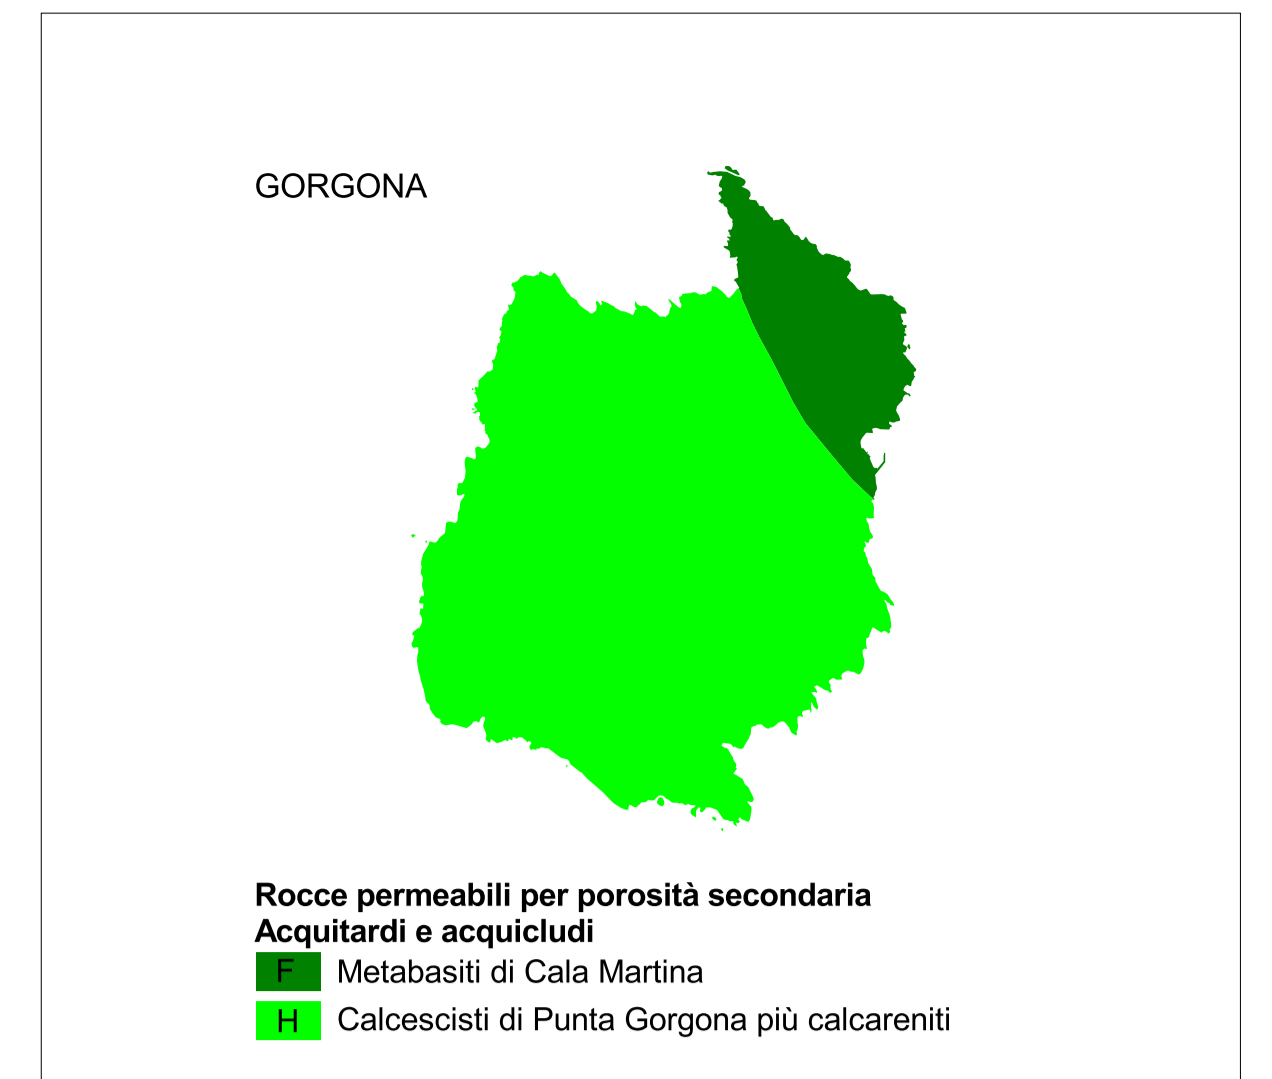 GORGONA
Rocce permeabili per porosità secondaria
Acquitardi e acquicludi
F Metabasiti di Cala Martina
H Calcescisti di Punta Gorgona più calcareniti